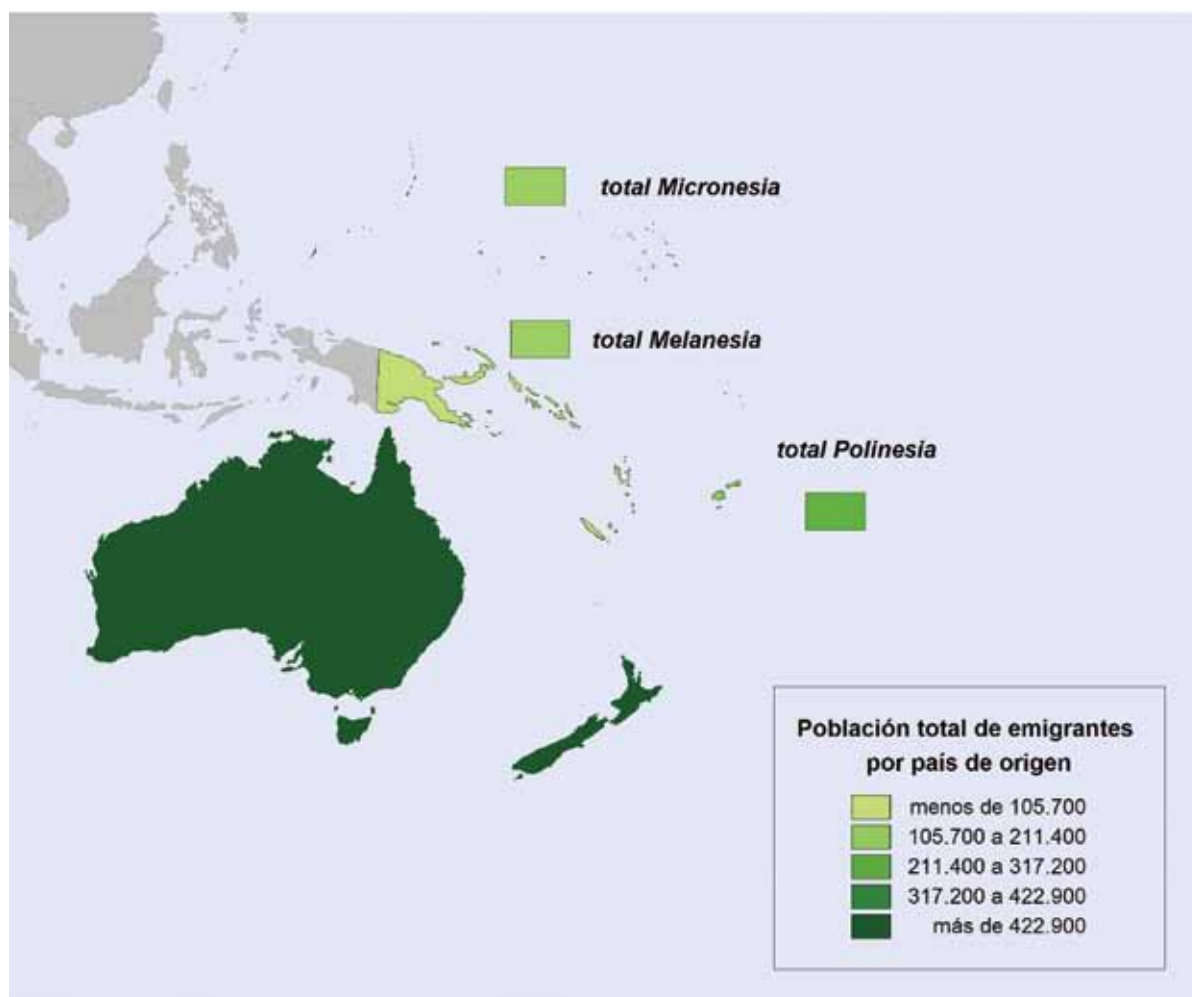 total Micronesia
total Melanesia
total Polinesia
Población total de emigrantes
por país de origen
menos de 105.700
105.700 a 211.400
211.400 a 317.200
317.200 a 422.900
más de 422.900